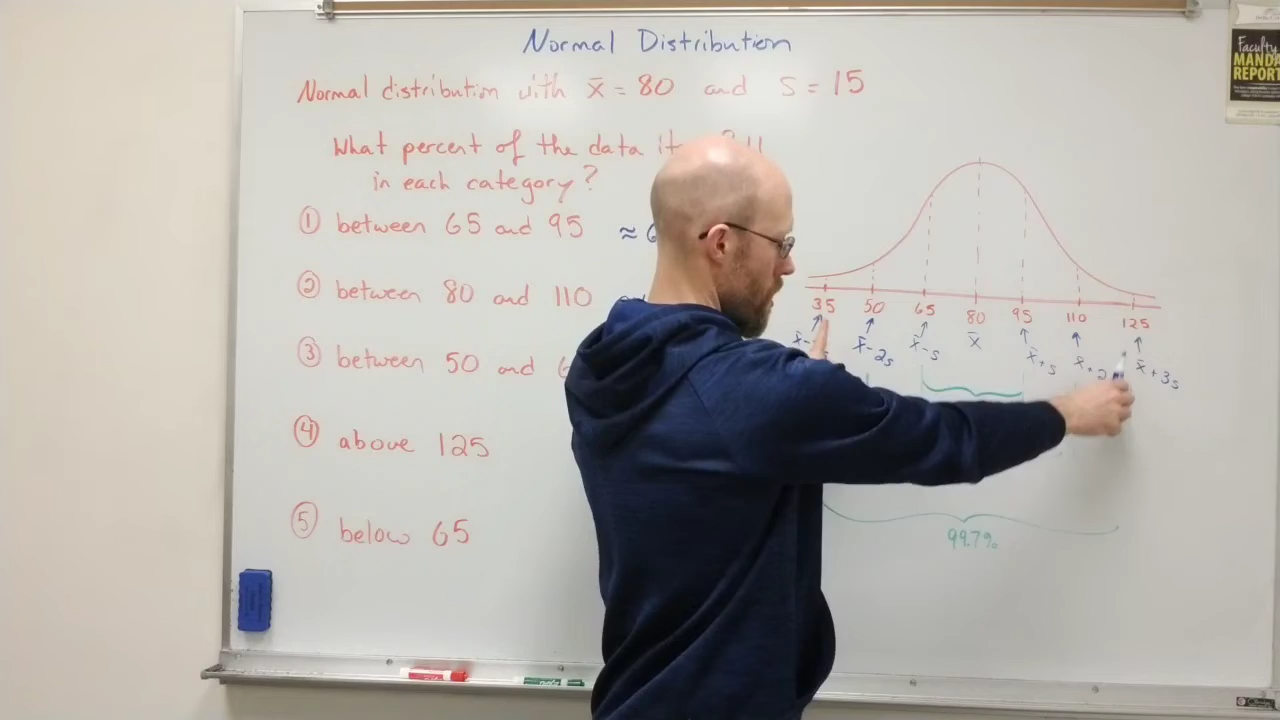 Normal Distribution
Normal distribution with x̄ = 80 and S = 15
What percent of the data
in each category?
① between 65 and 95 ≈
② between 80 and 110
③ between 50 and
④ above 125
⑤ below 65
35 50 65 80 95 110 125
x̄-2s x̄-s x̄ x̄+s x̄+2 x̄+3s
99.7%
Faculty
REPORT